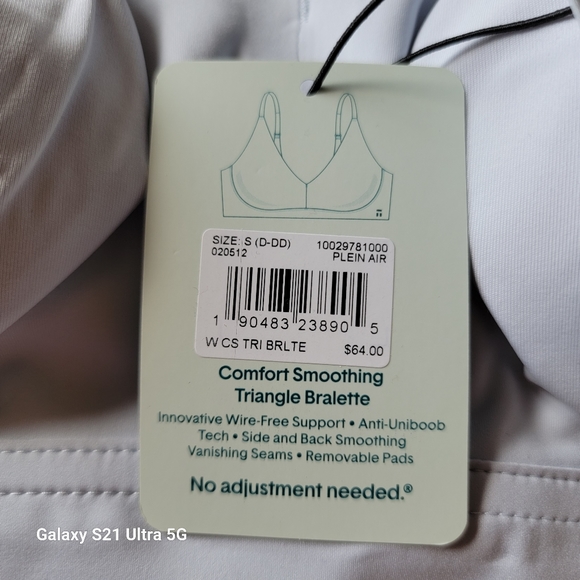 SIZE: S (D-DD) 10029781000
020512 PLEIN AIR
1 90483 23890 5
W CS TRI BRLTE $64.00
Comfort Smoothing
Triangle Bralette
Innovative Wire-Free Support • Anti-Uniboob
Tech • Side and Back Smoothing
Vanishing Seams • Removable Pads
No adjustment needed.®
Galaxy S21 Ultra 5G